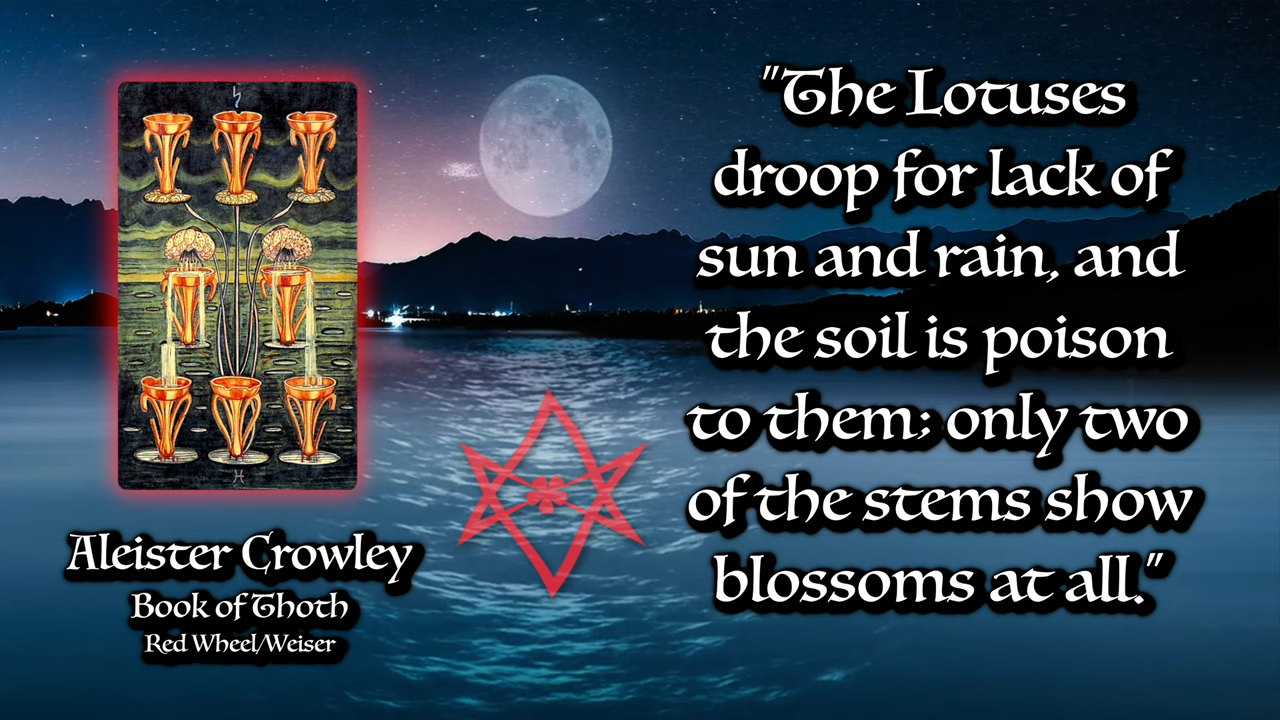 "The Lotuses
droop for lack of
sun and rain, and
the soil is poison
to them; only two
of the stems show
blossoms at all."
Aleister Crowley
Book of Thoth
Red Wheel/Weiser
♄
♓